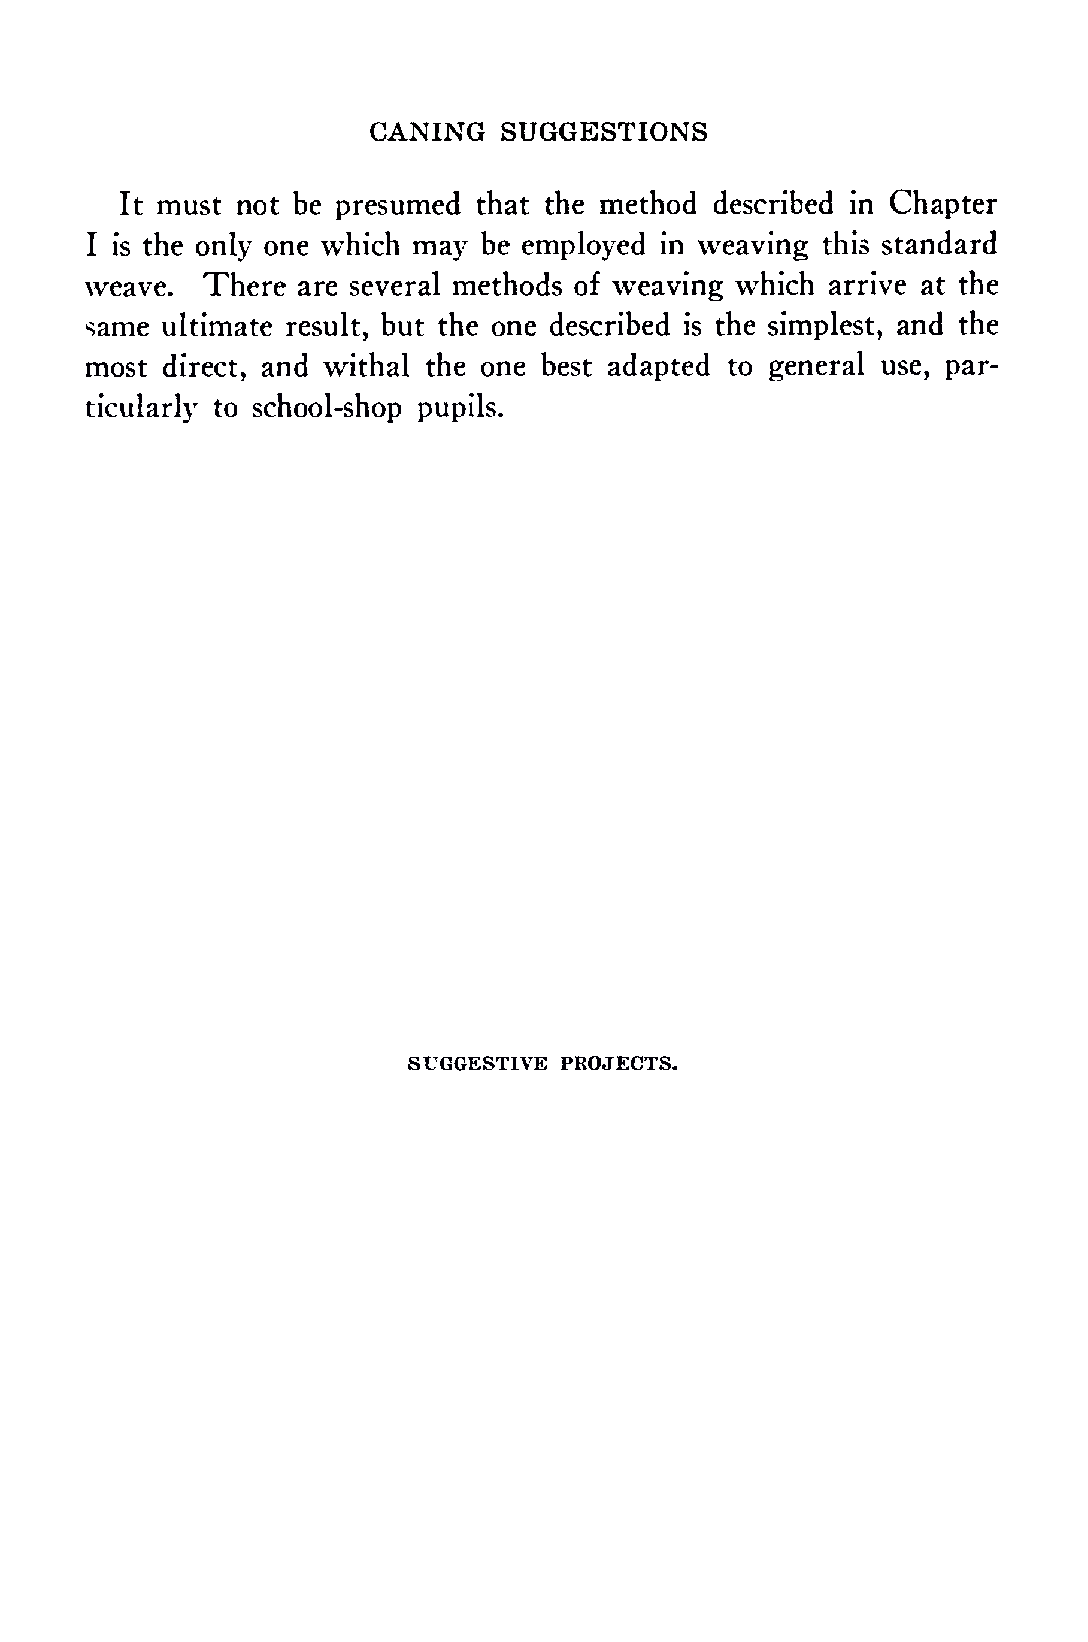 CANING SUGGESTIONS
It must not be presumed that the method described in Chapter
I is the only one which may be employed in weaving this standard
weave. There are several methods of weaving which arrive at the
same ultimate result, but the one described is the simplest, and the
most direct, and withal the one best adapted to general use, par-
ticularly to school-shop pupils.
SUGGESTIVE PROJECTS.